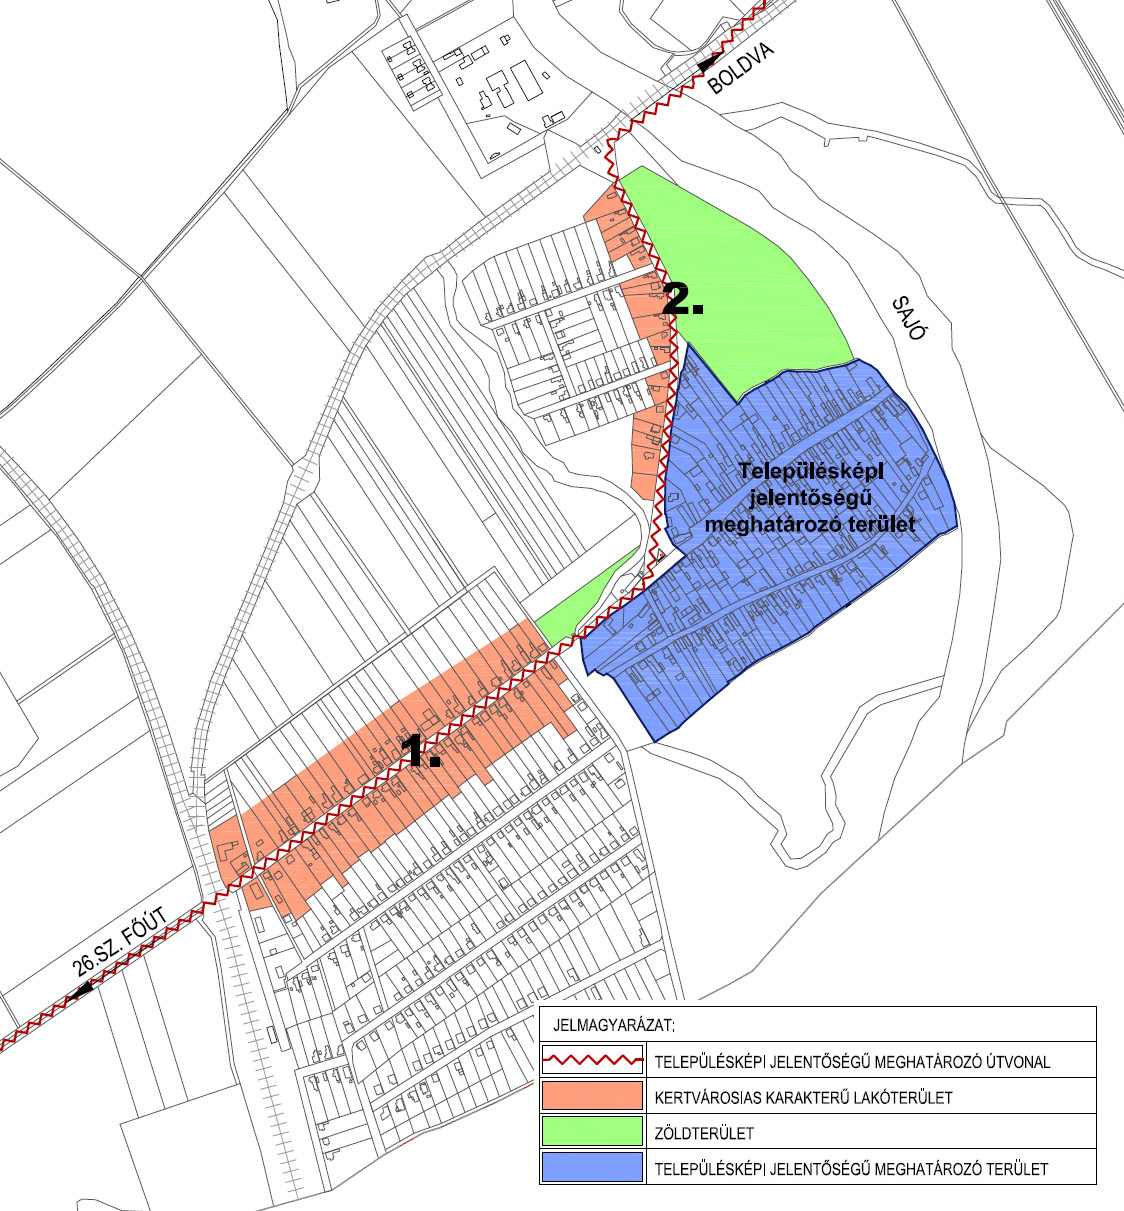 BOLDVA
SAJÓ
2.
Településképl
jelentőségű
meghatározó terület
1.
26.SZ. FŐÚT
JELMAGYARÁZAT;
TELEPÜLÉSKÉPI JELENTŐSÉGŰ MEGHATÁROZÓ ÚTVONAL
KERTVÁROSIAS KARAKTERŰ LAKÓTERÜLET
ZÖLDTERÜLET
TELEPÜLÉSKÉPI JELENTŐSÉGŰ MEGHATÁROZÓ TERÜLET